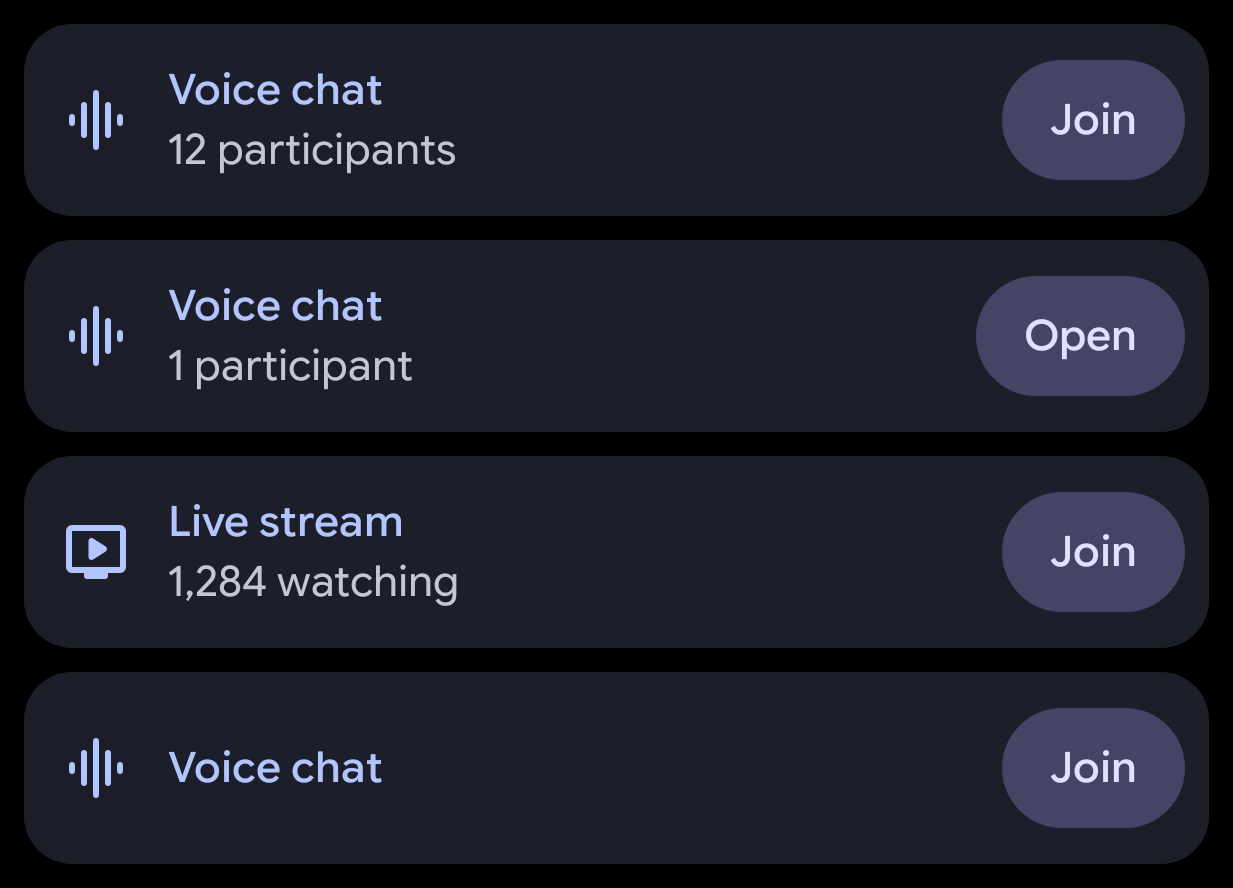 Voice chat
12 participants
Join
Voice chat
1 participant
Open
Live stream
1,284 watching
Join
Voice chat
Join